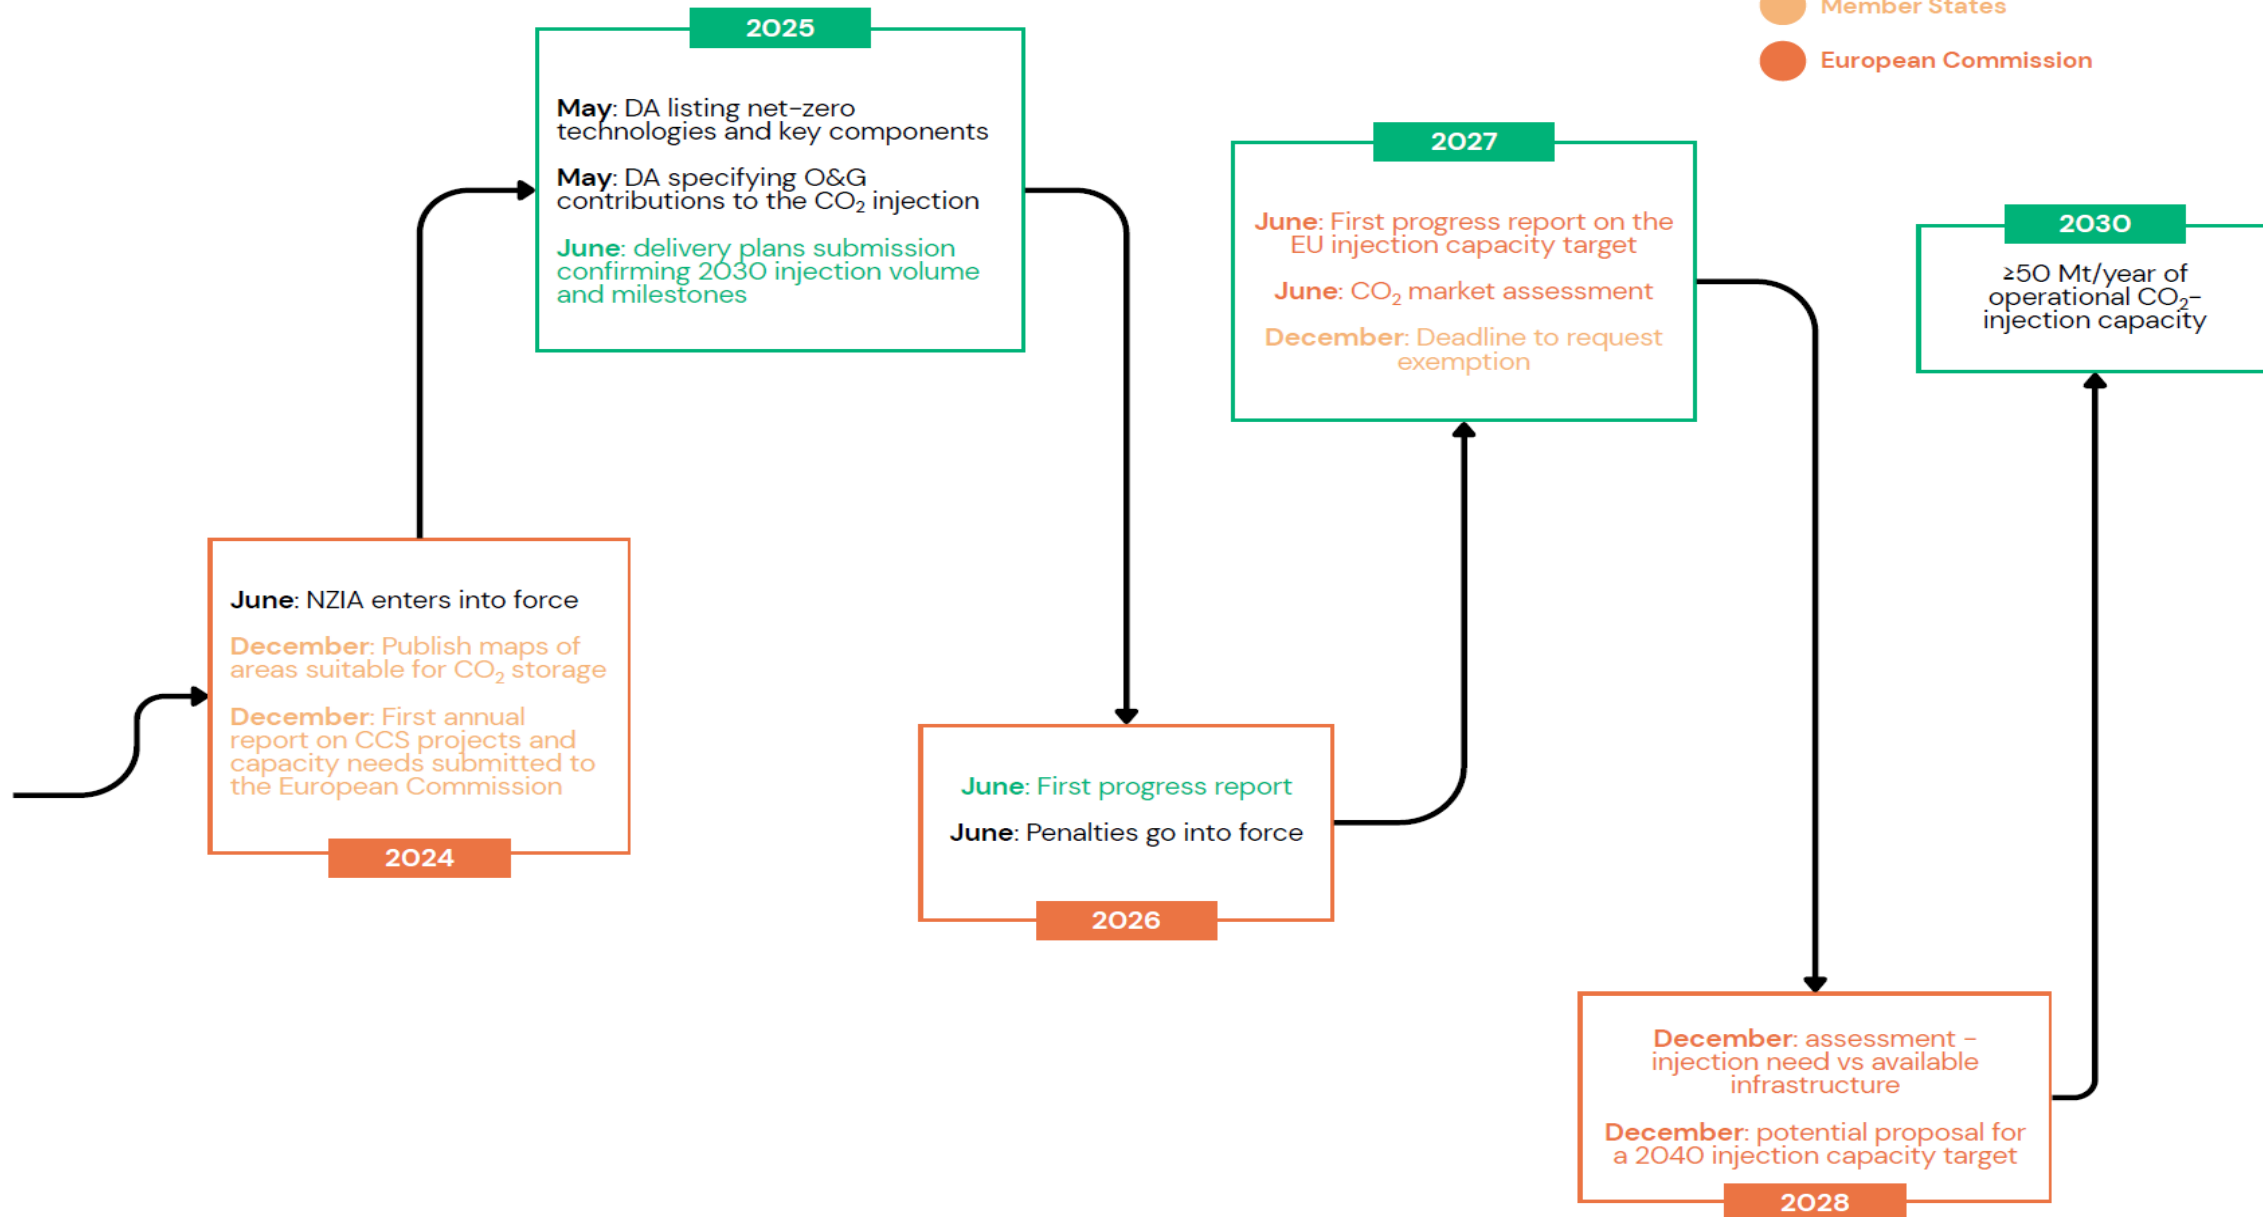 Member States
European Commission
2025
May: DA listing net-zero
technologies and key components
May: DA specifying O&G
contributions to the CO₂ injection
June: delivery plans submission
confirming 2030 injection volume
and milestones
2027
June: First progress report on the
EU injection capacity target
June: CO₂ market assessment
December: Deadline to request
exemption
2030
≥50 Mt/year of
operational CO₂-
injection capacity
June: NZIA enters into force
December: Publish maps of
areas suitable for CO₂ storage
December: First annual
report on CCS projects and
capacity needs submitted to
the European Commission
2024
June: First progress report
June: Penalties go into force
2026
December: assessment -
injection need vs available
infrastructure
December: potential proposal for
a 2040 injection capacity target
2028